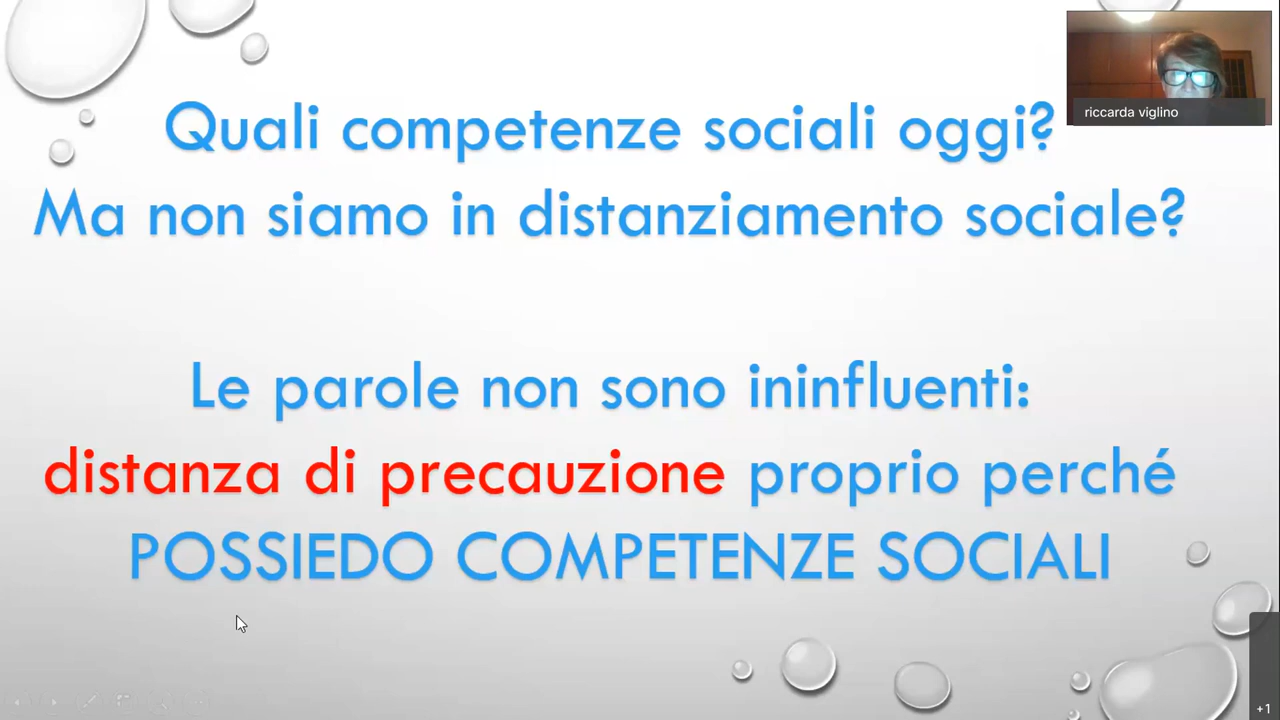 Quali competenze sociali oggi?
Ma non siamo in distanziamento sociale?
Le parole non sono ininfluenti:
distanza di precauzione proprio perché
POSSIEDO COMPETENZE SOCIALI
riccarda viglino
+1